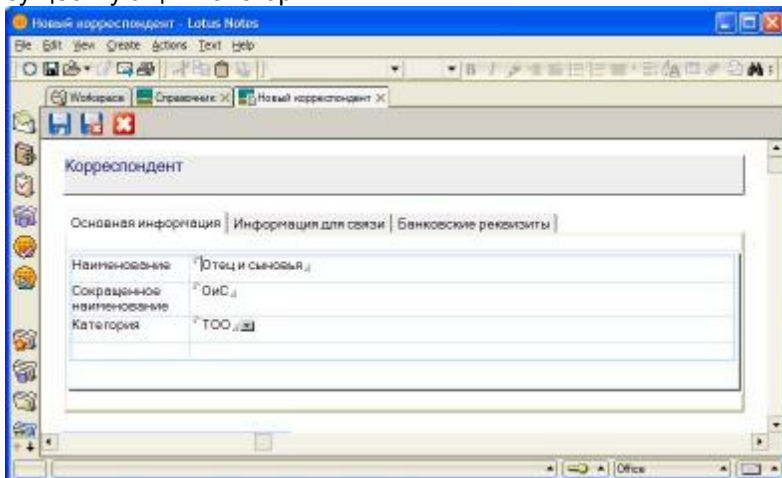 Новый корреспондент - Lotus Notes
File Edit View Create Actions Text Help
Workspace Справочник Новый корреспондент
Корреспондент
Основная информация Информация для связи Банковские реквизиты
Наименование Отец и сыновья
Сокращенное ОиС
наименование
Категория ТОО
Office